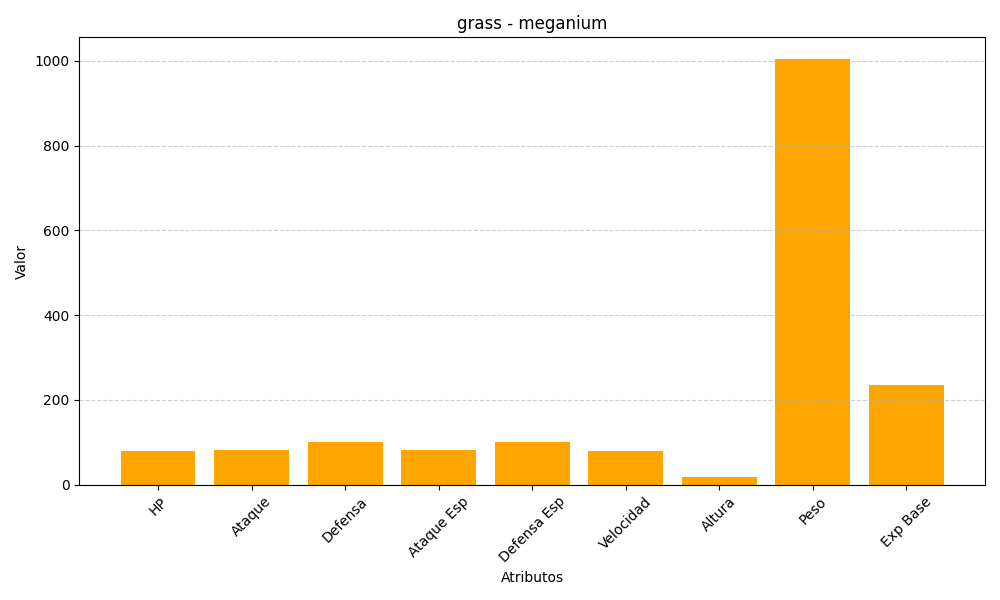 grass - meganium
Valor
1000
800
600
400
200
0
HP
Ataque
Defensa
Ataque Esp
Defensa Esp
Velocidad
Altura
Peso
Exp Base
Atributos